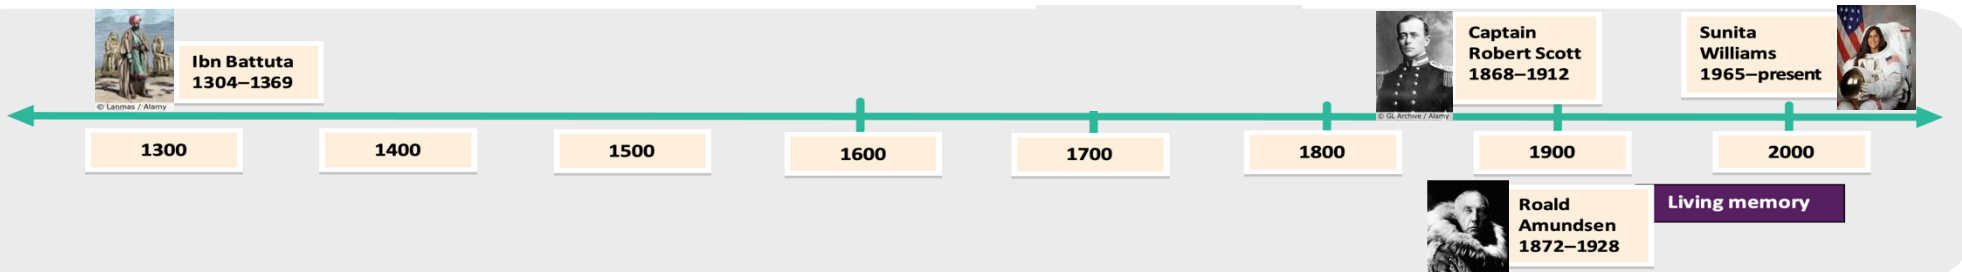 Ibn Battuta
1304–1369
© Lanmas / Alamy
Captain
Robert Scott
1868–1912
© GL Archive / Alamy
Sunita
Williams
1965–present
1300
1400
1500
1600
1700
1800
1900
2000
Roald
Amundsen
1872–1928
Living memory